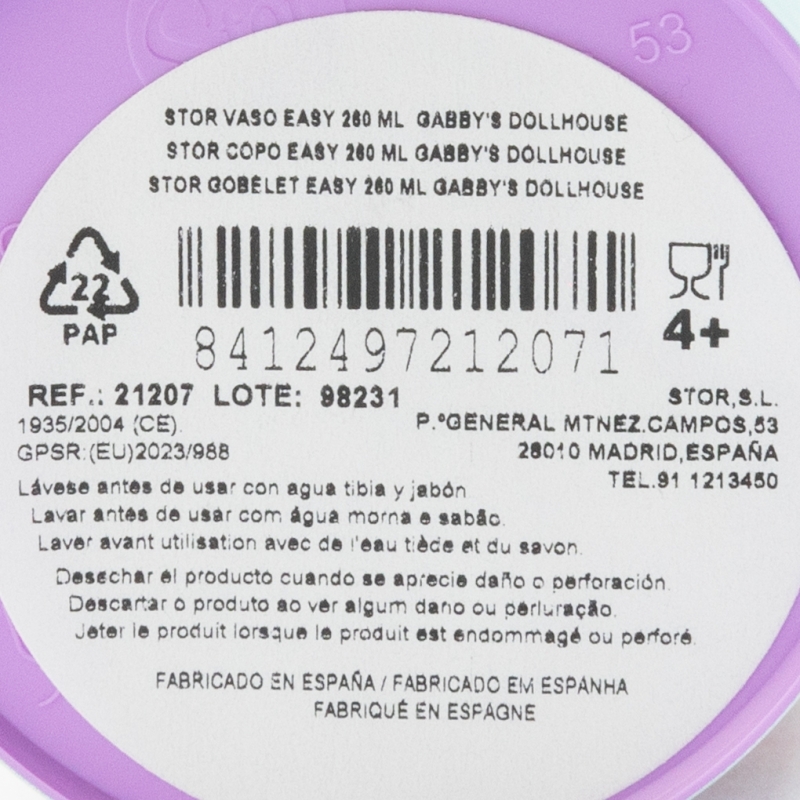 Stor
53
STOR VASO EASY 260 ML GABBY'S DOLLHOUSE
STOR COPO EASY 260 ML GABBY'S DOLLHOUSE
STOR GOBELET EASY 260 ML GABBY'S DOLLHOUSE
22
PAP
8412497212071
4+
REF.: 21207 LOTE: 98231
1935/2004 (CE).
GPSR:(EU)2023/988
STOR,S.L.
P.ºGENERAL MTNEZ.CAMPOS,53
28010 MADRID,ESPAÑA
TEL.91 1213450
Lávese antes de usar con agua tibia y jabón
Lavar antes de usar com água morna e sabão.
Laver avant utilisation avec de l'eau tiède et du savon.
Desechar el producto cuando se aprecie daño o perforación.
Descartar o produto ao ver algum dano ou perfuração.
Jeter le produit lorsque le produit est endommagé ou perforé.
FABRICADO EN ESPAÑA / FABRICADO EM ESPANHA
FABRIQUÉ EN ESPAGNE